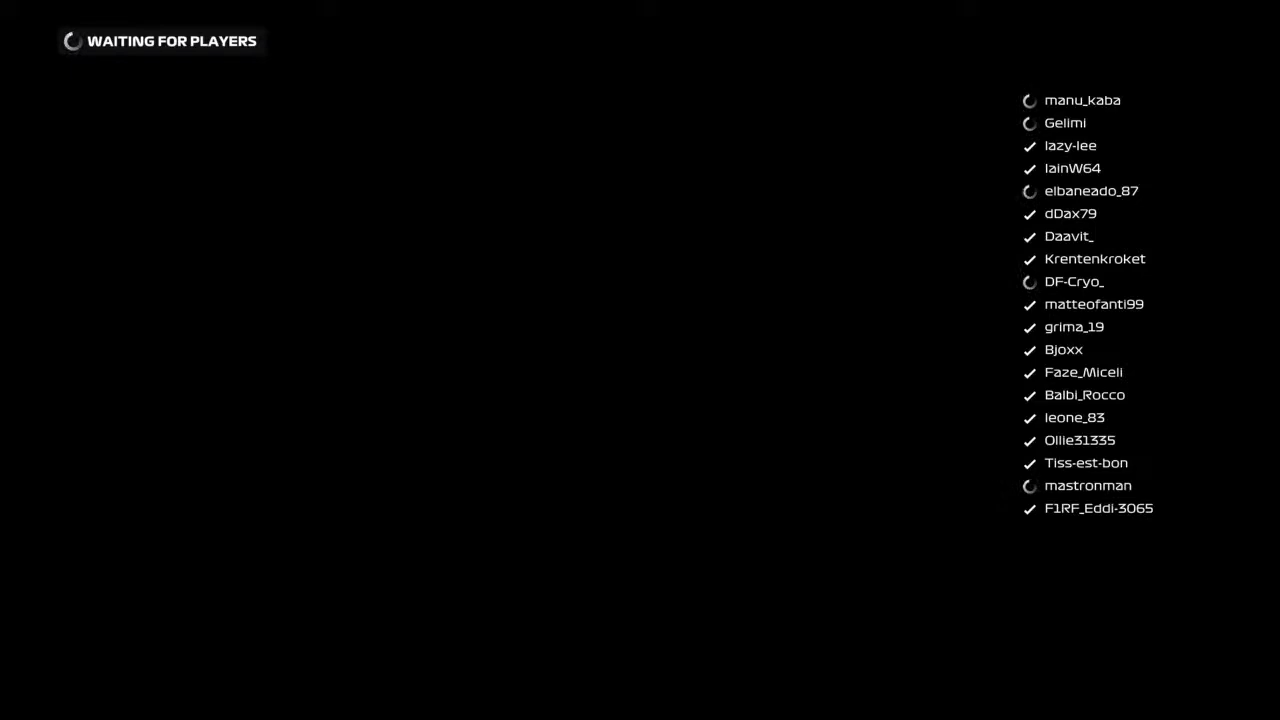 WAITING FOR PLAYERS
manu_kaba
Gelimi
lazy-lee
IainW64
elbaneado_87
dDax79
Daavit_
Krentenkroket
DF-Cryo_
matteofanti99
grima_19
Bjoxx
Faze_Miceli
Balbi_Rocco
leone_83
Ollie31335
Tiss-est-bon
mastronman
F1RF_Eddi-3065